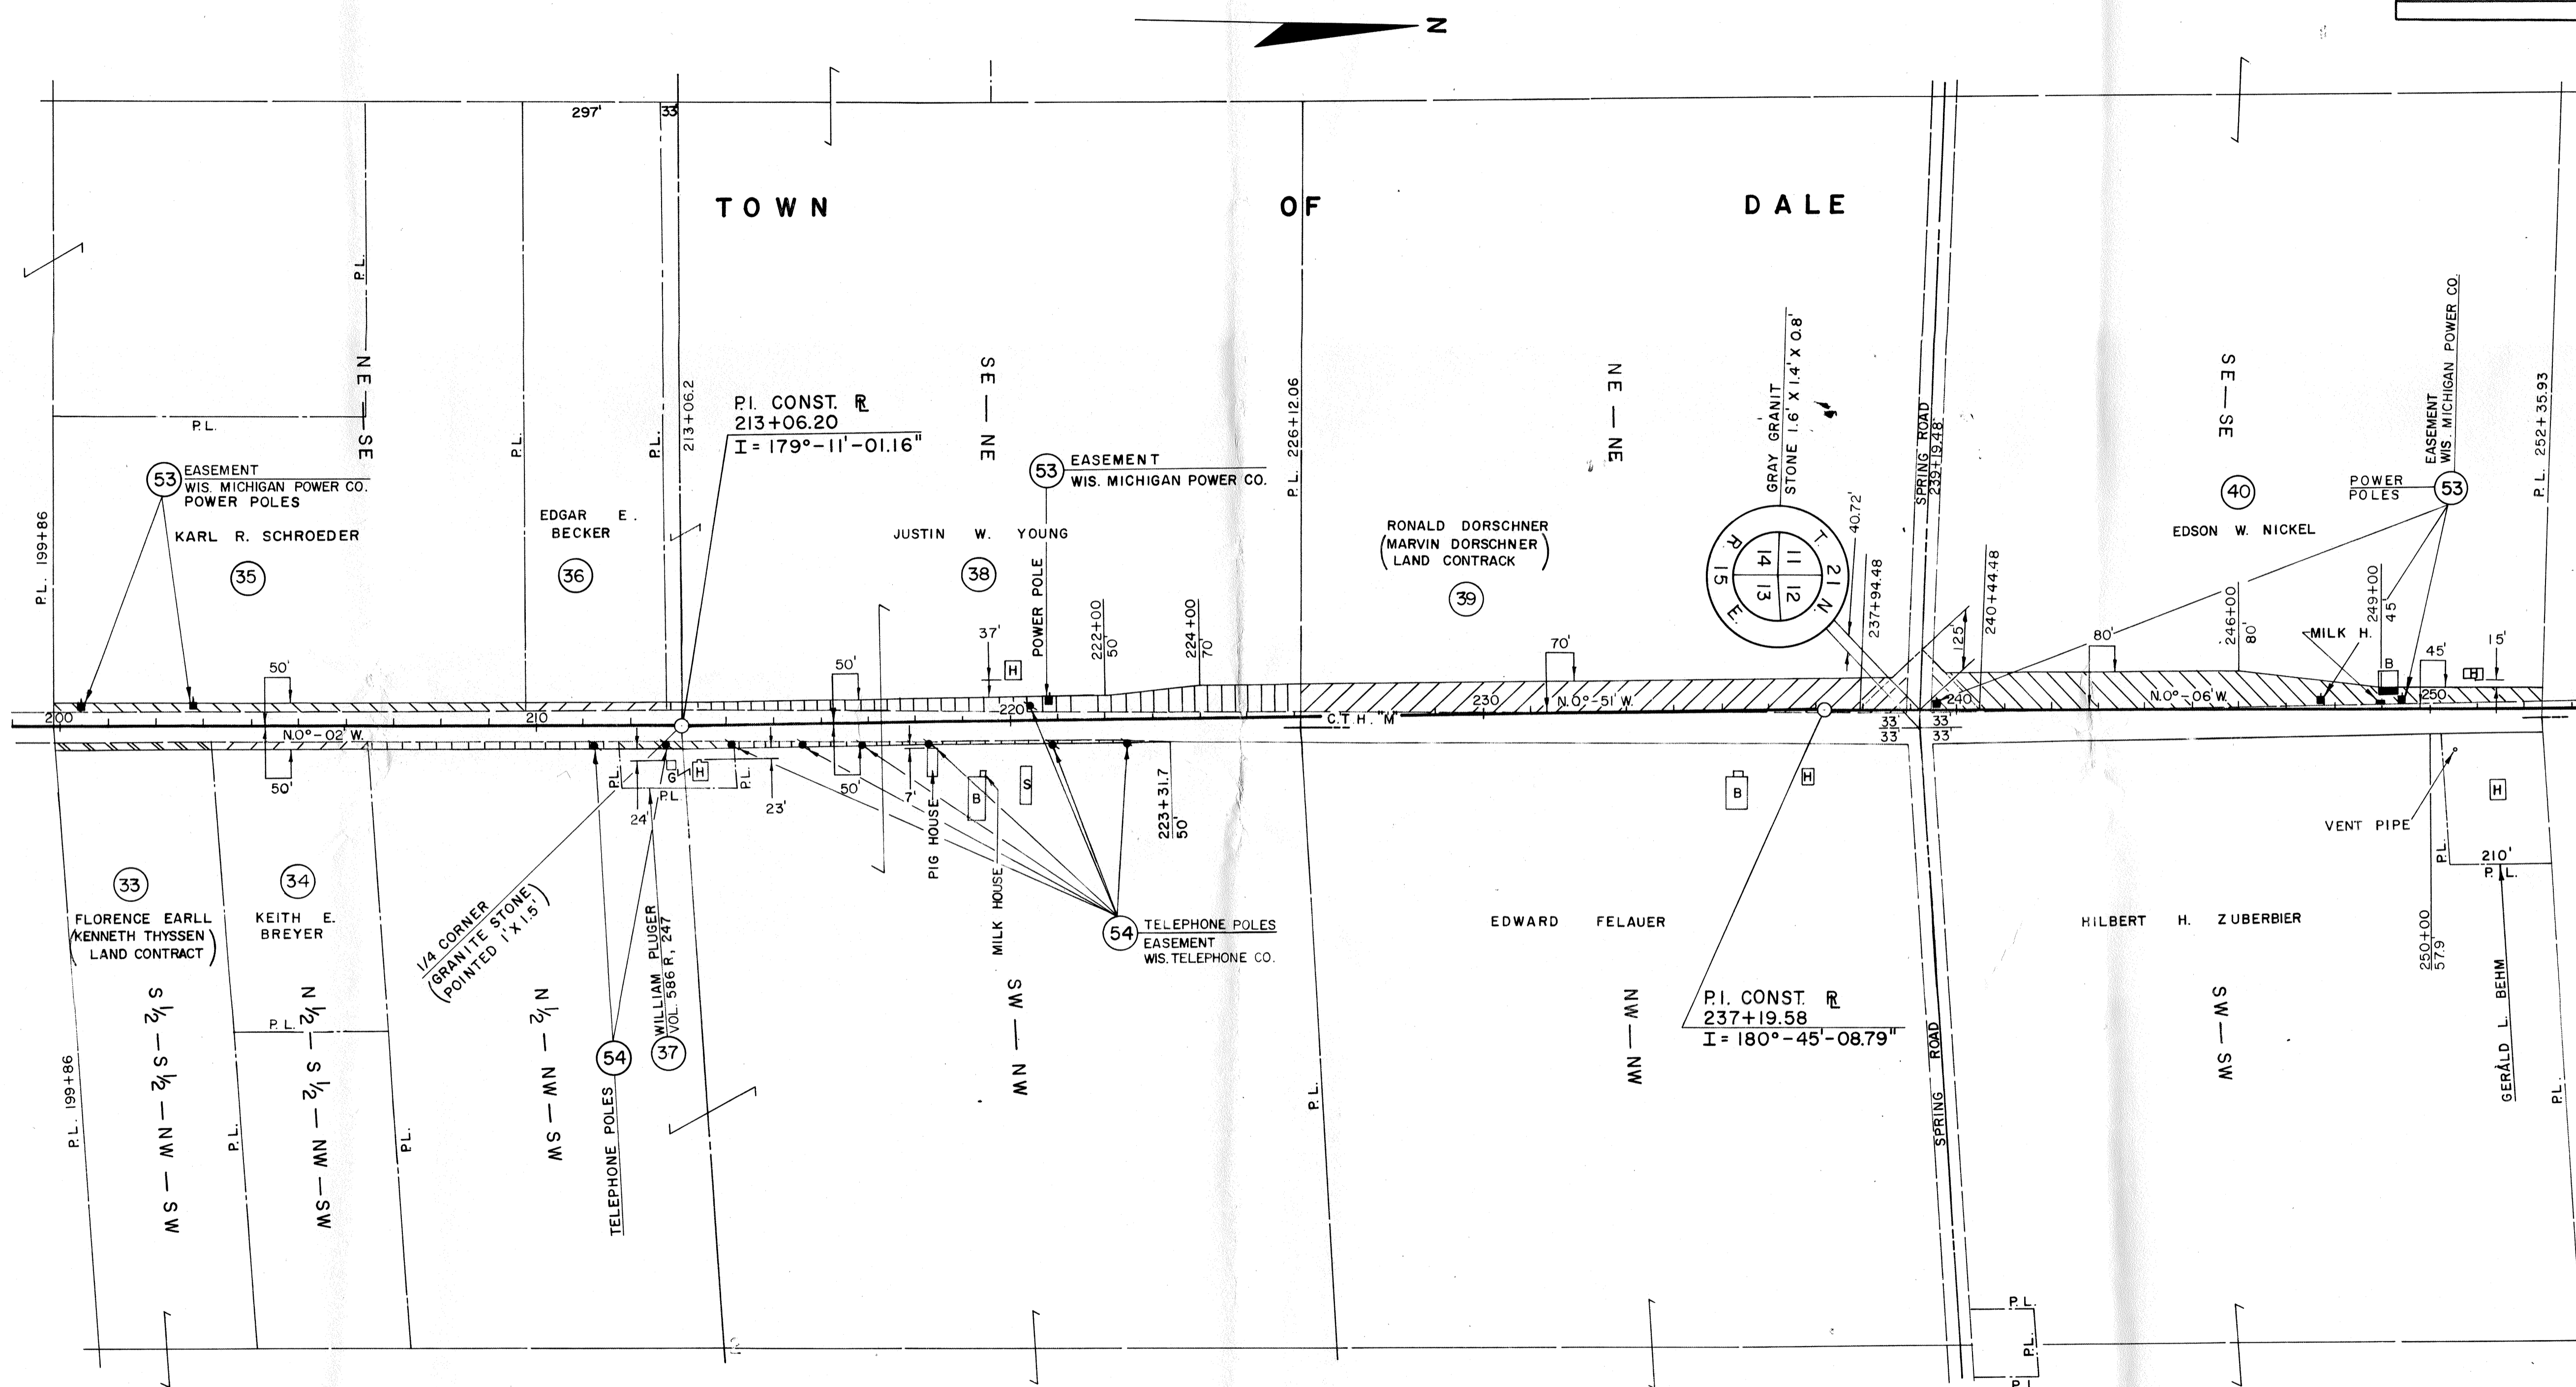 N
TOWN OF DALE
297'
33'
P.L.
NE — SE
P.L.
P.L.
P.L.
213+06.2
P.I. CONST. RL
213+06.20
I = 179°-11'-01.16"
SE — NE
P.L. 226+12.06
NE — NE
GRAY GRANIT
STONE 1.6' X 1.4' X 0.8'
SPRING ROAD
239+19.48'
SE — SE
EASEMENT
WIS. MICHIGAN POWER CO.
P.L. 252+35.93
53
EASEMENT
WIS. MICHIGAN POWER CO.
POWER POLES
KARL R. SCHROEDER
35
P.L. 199+86
EDGAR E.
BECKER
36
53
EASEMENT
WIS. MICHIGAN POWER CO.
JUSTIN W. YOUNG
38
POWER POLE
RONALD DORSCHNER
(MARVIN DORSCHNER)
LAND CONTRACK
39
T. 21 N.
R 15 E.
11 12
14 13
40.72'
237+94.48
240+44.48
125'
40
EDSON W. NICKEL
POWER
POLES
53
50'
50'
37'
H
222+00
50'
224+00
70'
70'
80'
246+00
80'
MILK H.
249+00
45'
B
45'
H
15'
200
210
220
230
240
250
N.0°-02' W.
C.T.H. "M"
N.0°-51' W.
N.0°-06' W.
33' 33'
33' 33'
50'
P.L.
G
H
P.L.
P.L.
24'
23'
50'
7'
PIG HOUSE
B
MILK HOUSE
S
223+31.7
50'
B
H
VENT PIPE
H
P.L.
210'
P.L.
250+00
57.9'
33
FLORENCE EARLL
(KENNETH THYSSEN)
LAND CONTRACT
34
KEITH E.
BREYER
1/4 CORNER
(GRANITE STONE)
POINTED 1' X 1.5'
WILLIAM PLUGER
VOL. 586 R, 247
37
54
TELEPHONE POLES
54
TELEPHONE POLES
EASEMENT
WIS. TELEPHONE CO.
EDWARD FELAUER
HILBERT H. ZUBERBIER
GERALD L. BEHM
P.I. CONST. RL
237+19.58
I = 180°-45'-08.79"
P.L. 199+86
S 1/2 — S 1/2 — NW — SW
P.L.
P.L.
N 1/2 — S 1/2 — NW — SW
P.L.
N 1/2 — NW — SW
SW — NW
P.L.
NW — NW
SPRING ROAD
SW — SW
P.L.
P.L.
P.L.
P.L.